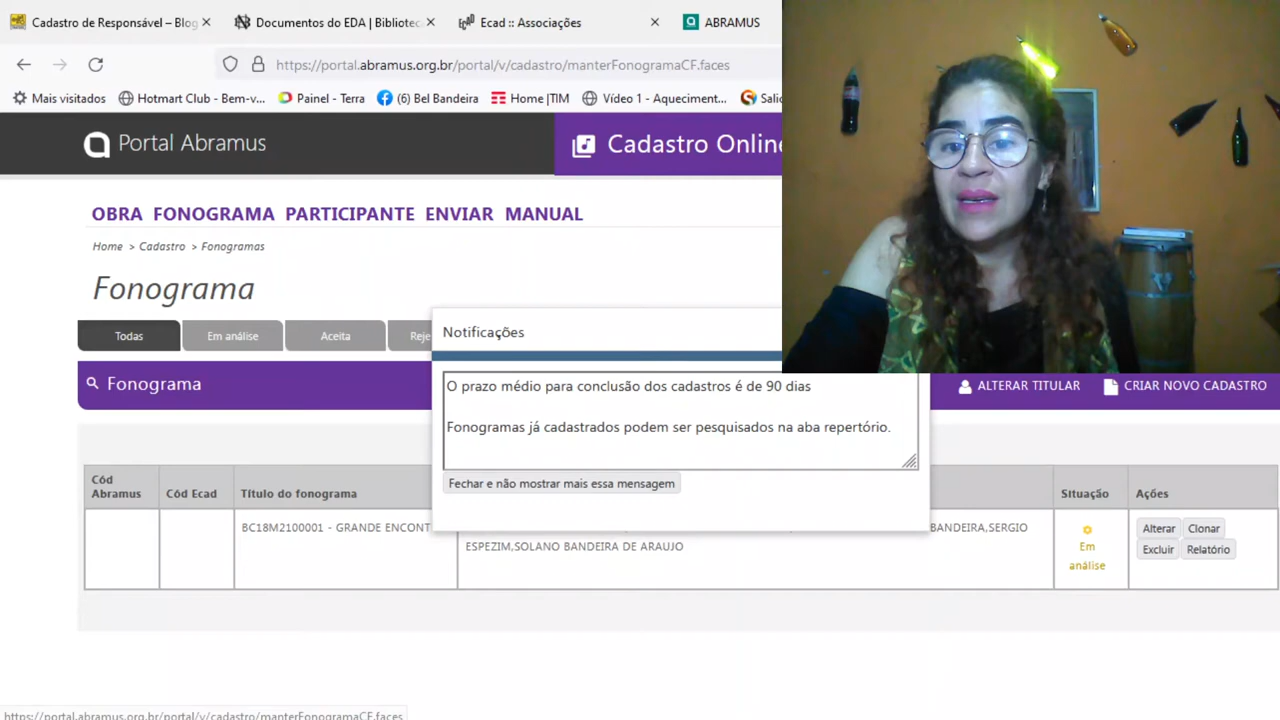 Cadastro de Responsável – Blog
Documentos do EDA | Bibliotec
Ecad :: Associações
ABRAMUS
https://portal.abramus.org.br/portal/v/cadastro/manterFonogramaCF.faces
Mais visitados
Hotmart Club - Bem-v...
Painel - Terra
(6) Bel Bandeira
Home |TIM
Vídeo 1 - Aqueciment...
Salic
Portal Abramus
Cadastro Online
OBRA FONOGRAMA PARTICIPANTE ENVIAR MANUAL
Home > Cadastro > Fonogramas
Fonograma
Todas
Em análise
Aceita
Reje
Notificações
Fonograma
O prazo médio para conclusão dos cadastros é de 90 dias
Fonogramas já cadastrados podem ser pesquisados na aba repertório.
Fechar e não mostrar mais essa mensagem
ALTERAR TITULAR
CRIAR NOVO CADASTRO
Cód Abramus
Cód Ecad
Título do fonograma
Situação
Ações
BC18M2100001 - GRANDE ENCONT
BANDEIRA,SERGIO
ESPEZIM,SOLANO BANDEIRA DE ARAUJO
Em
análise
Alterar Clonar
Excluir Relatório
https://portal.abramus.org.br/portal/v/cadastro/manterFonogramaCF.faces